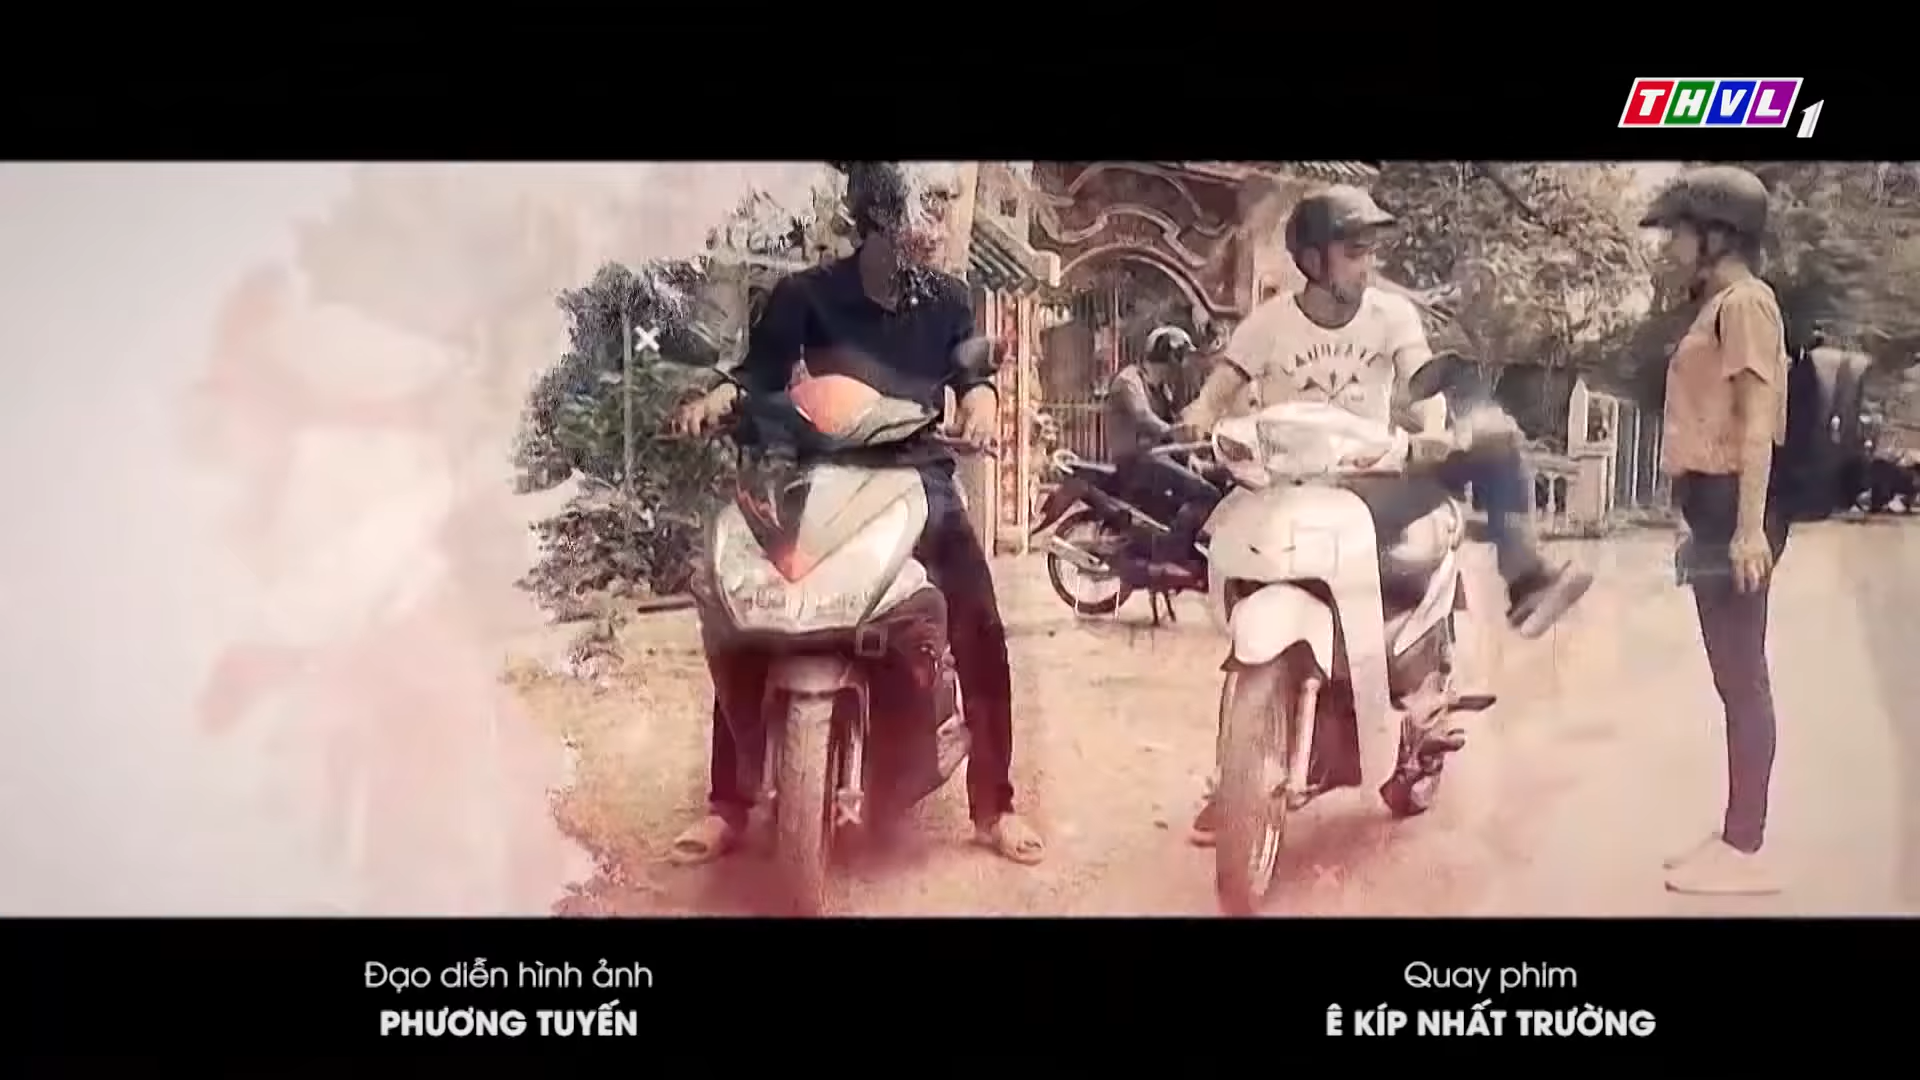 THVL1
Đạo diễn hình ảnh
PHƯƠNG TUYẾN
Quay phim
Ê KÍP NHẤT TRƯỜNG